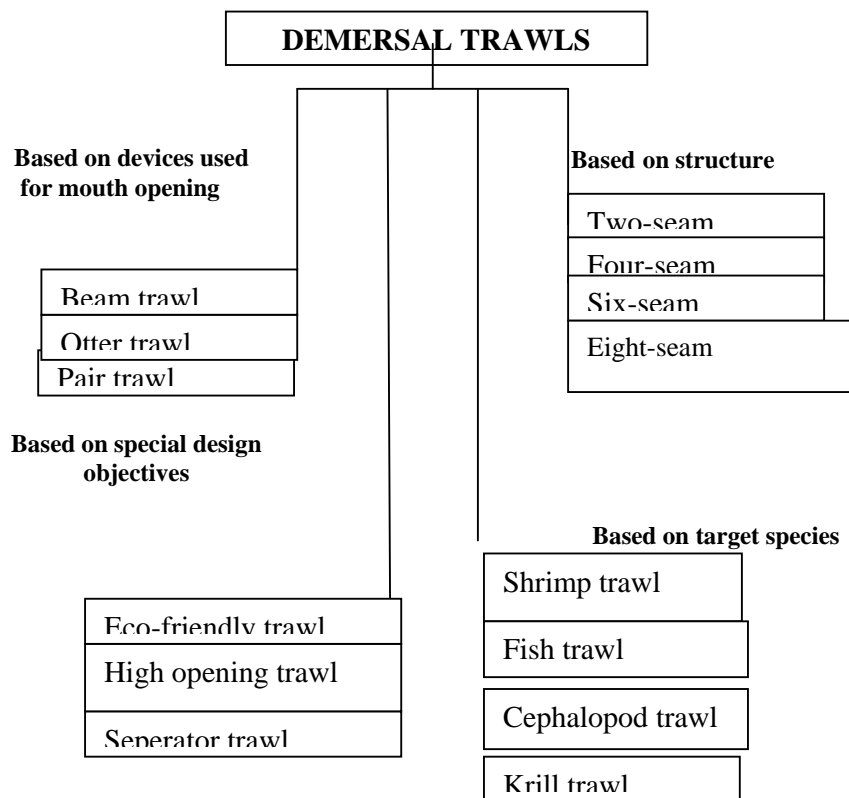 DEMERSAL TRAWLS
Based on devices used
for mouth opening
Beam trawl
Otter trawl
Pair trawl
Based on structure
Two-seam
Four-seam
Six-seam
Eight-seam
Based on special design
objectives
Eco-friendly trawl
High opening trawl
Seperator trawl
Based on target species
Shrimp trawl
Fish trawl
Cephalopod trawl
Krill trawl